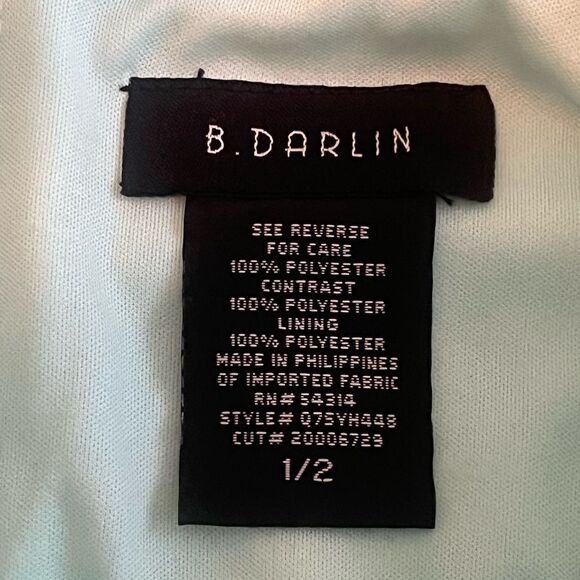 B. DARLIN
SEE REVERSE
FOR CARE
100% POLYESTER
CONTRAST
100% POLYESTER
LINING
100% POLYESTER
MADE IN PHILIPPINES
OF IMPORTED FABRIC
RN# 54314
STYLE# Q7SYH448
CUT# 20006729
1/2